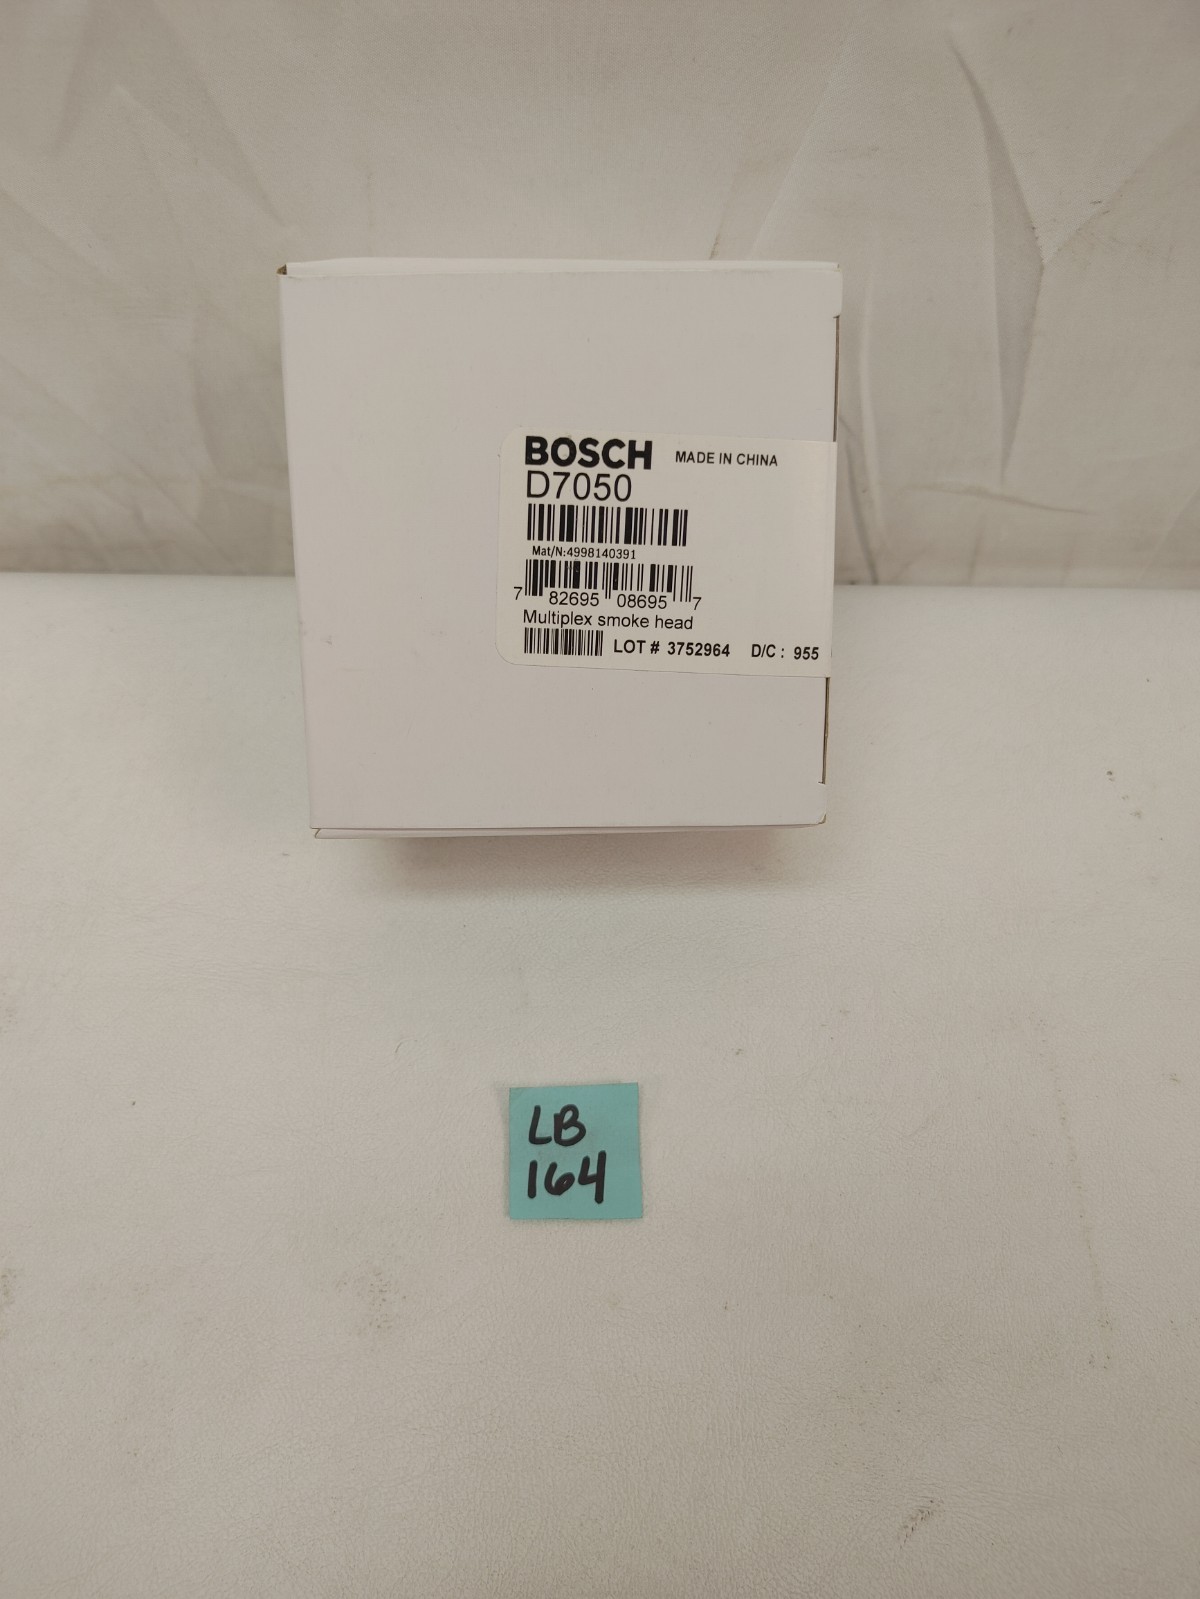 BOSCH MADE IN CHINA
D7050
Mat/N:4998140391
7 82695 08695 7
Multiplex smoke head
LOT # 3752964 D/C : 955
LB
164